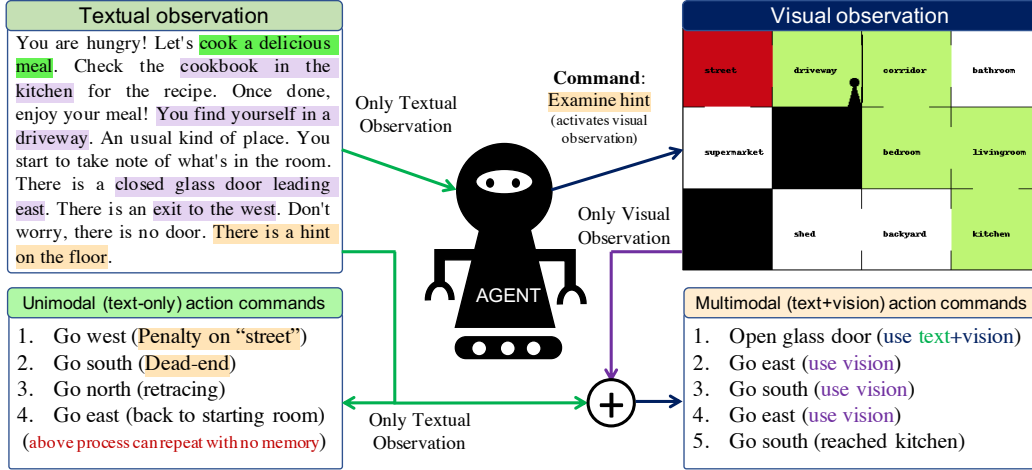 Textual observation
You are hungry! Let's cook a delicious
meal. Check the cookbook in the
kitchen for the recipe. Once done,
enjoy your meal! You find yourself in a
driveway. An usual kind of place. You
start to take note of what's in the room.
There is a closed glass door leading
east. There is an exit to the west. Don't
worry, there is no door. There is a hint
on the floor.
Only Textual
Observation
Command:
Examine hint
(activates visual
observation)
AGENT
Only Visual
Observation
Visual observation
street driveway corridor bathroom
supermarket bedroom livingroom
shed backyard kitchen
Unimodal (text-only) action commands
1. Go west (Penalty on “street”)
2. Go south (Dead-end)
3. Go north (retracing)
4. Go east (back to starting room)
(above process can repeat with no memory)
Only Textual
Observation
+
Multimodal (text+vision) action commands
1. Open glass door (use text+vision)
2. Go east (use vision)
3. Go south (use vision)
4. Go east (use vision)
5. Go south (reached kitchen)